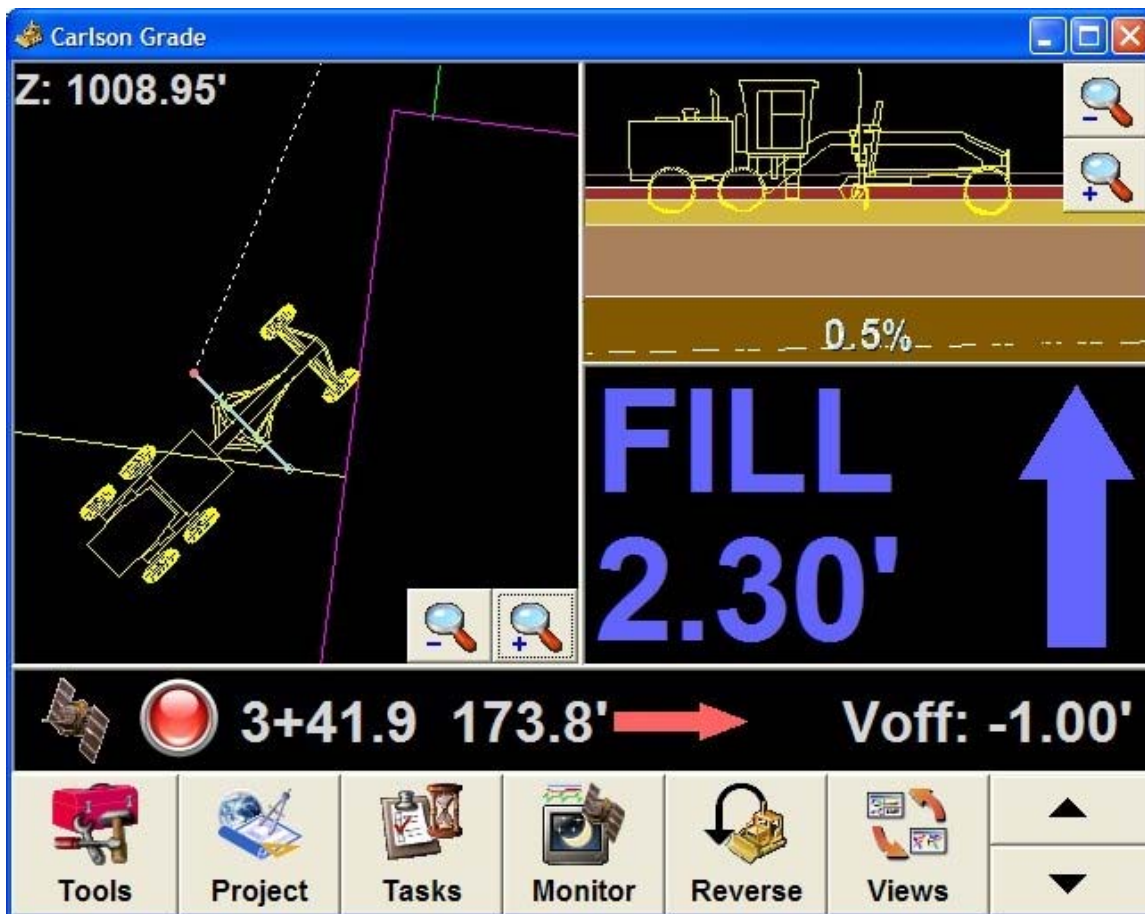 Carlson Grade
Z: 1008.95'
0.5%
FILL
2.30'
3+41.9 173.8' Voff: -1.00'
Tools Project Tasks Monitor Reverse Views